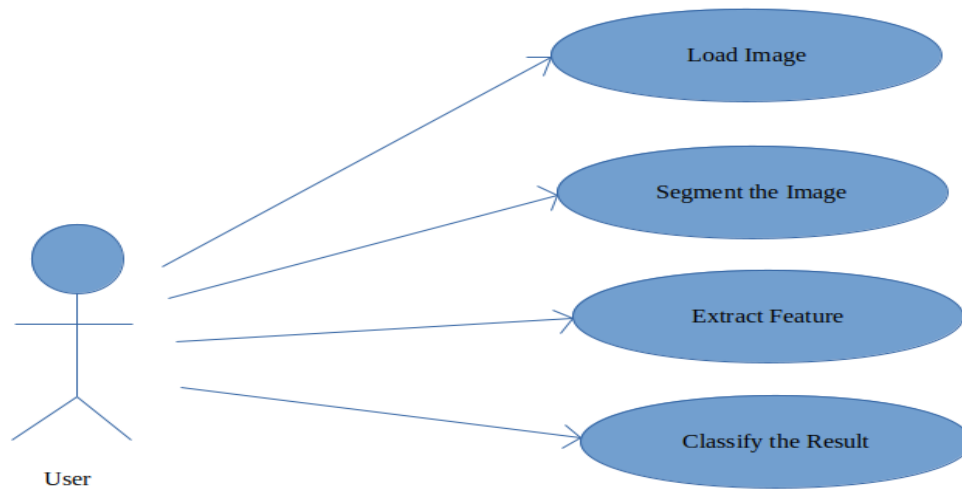 Load Image
Segment the Image
Extract Feature
Classify the Result
User